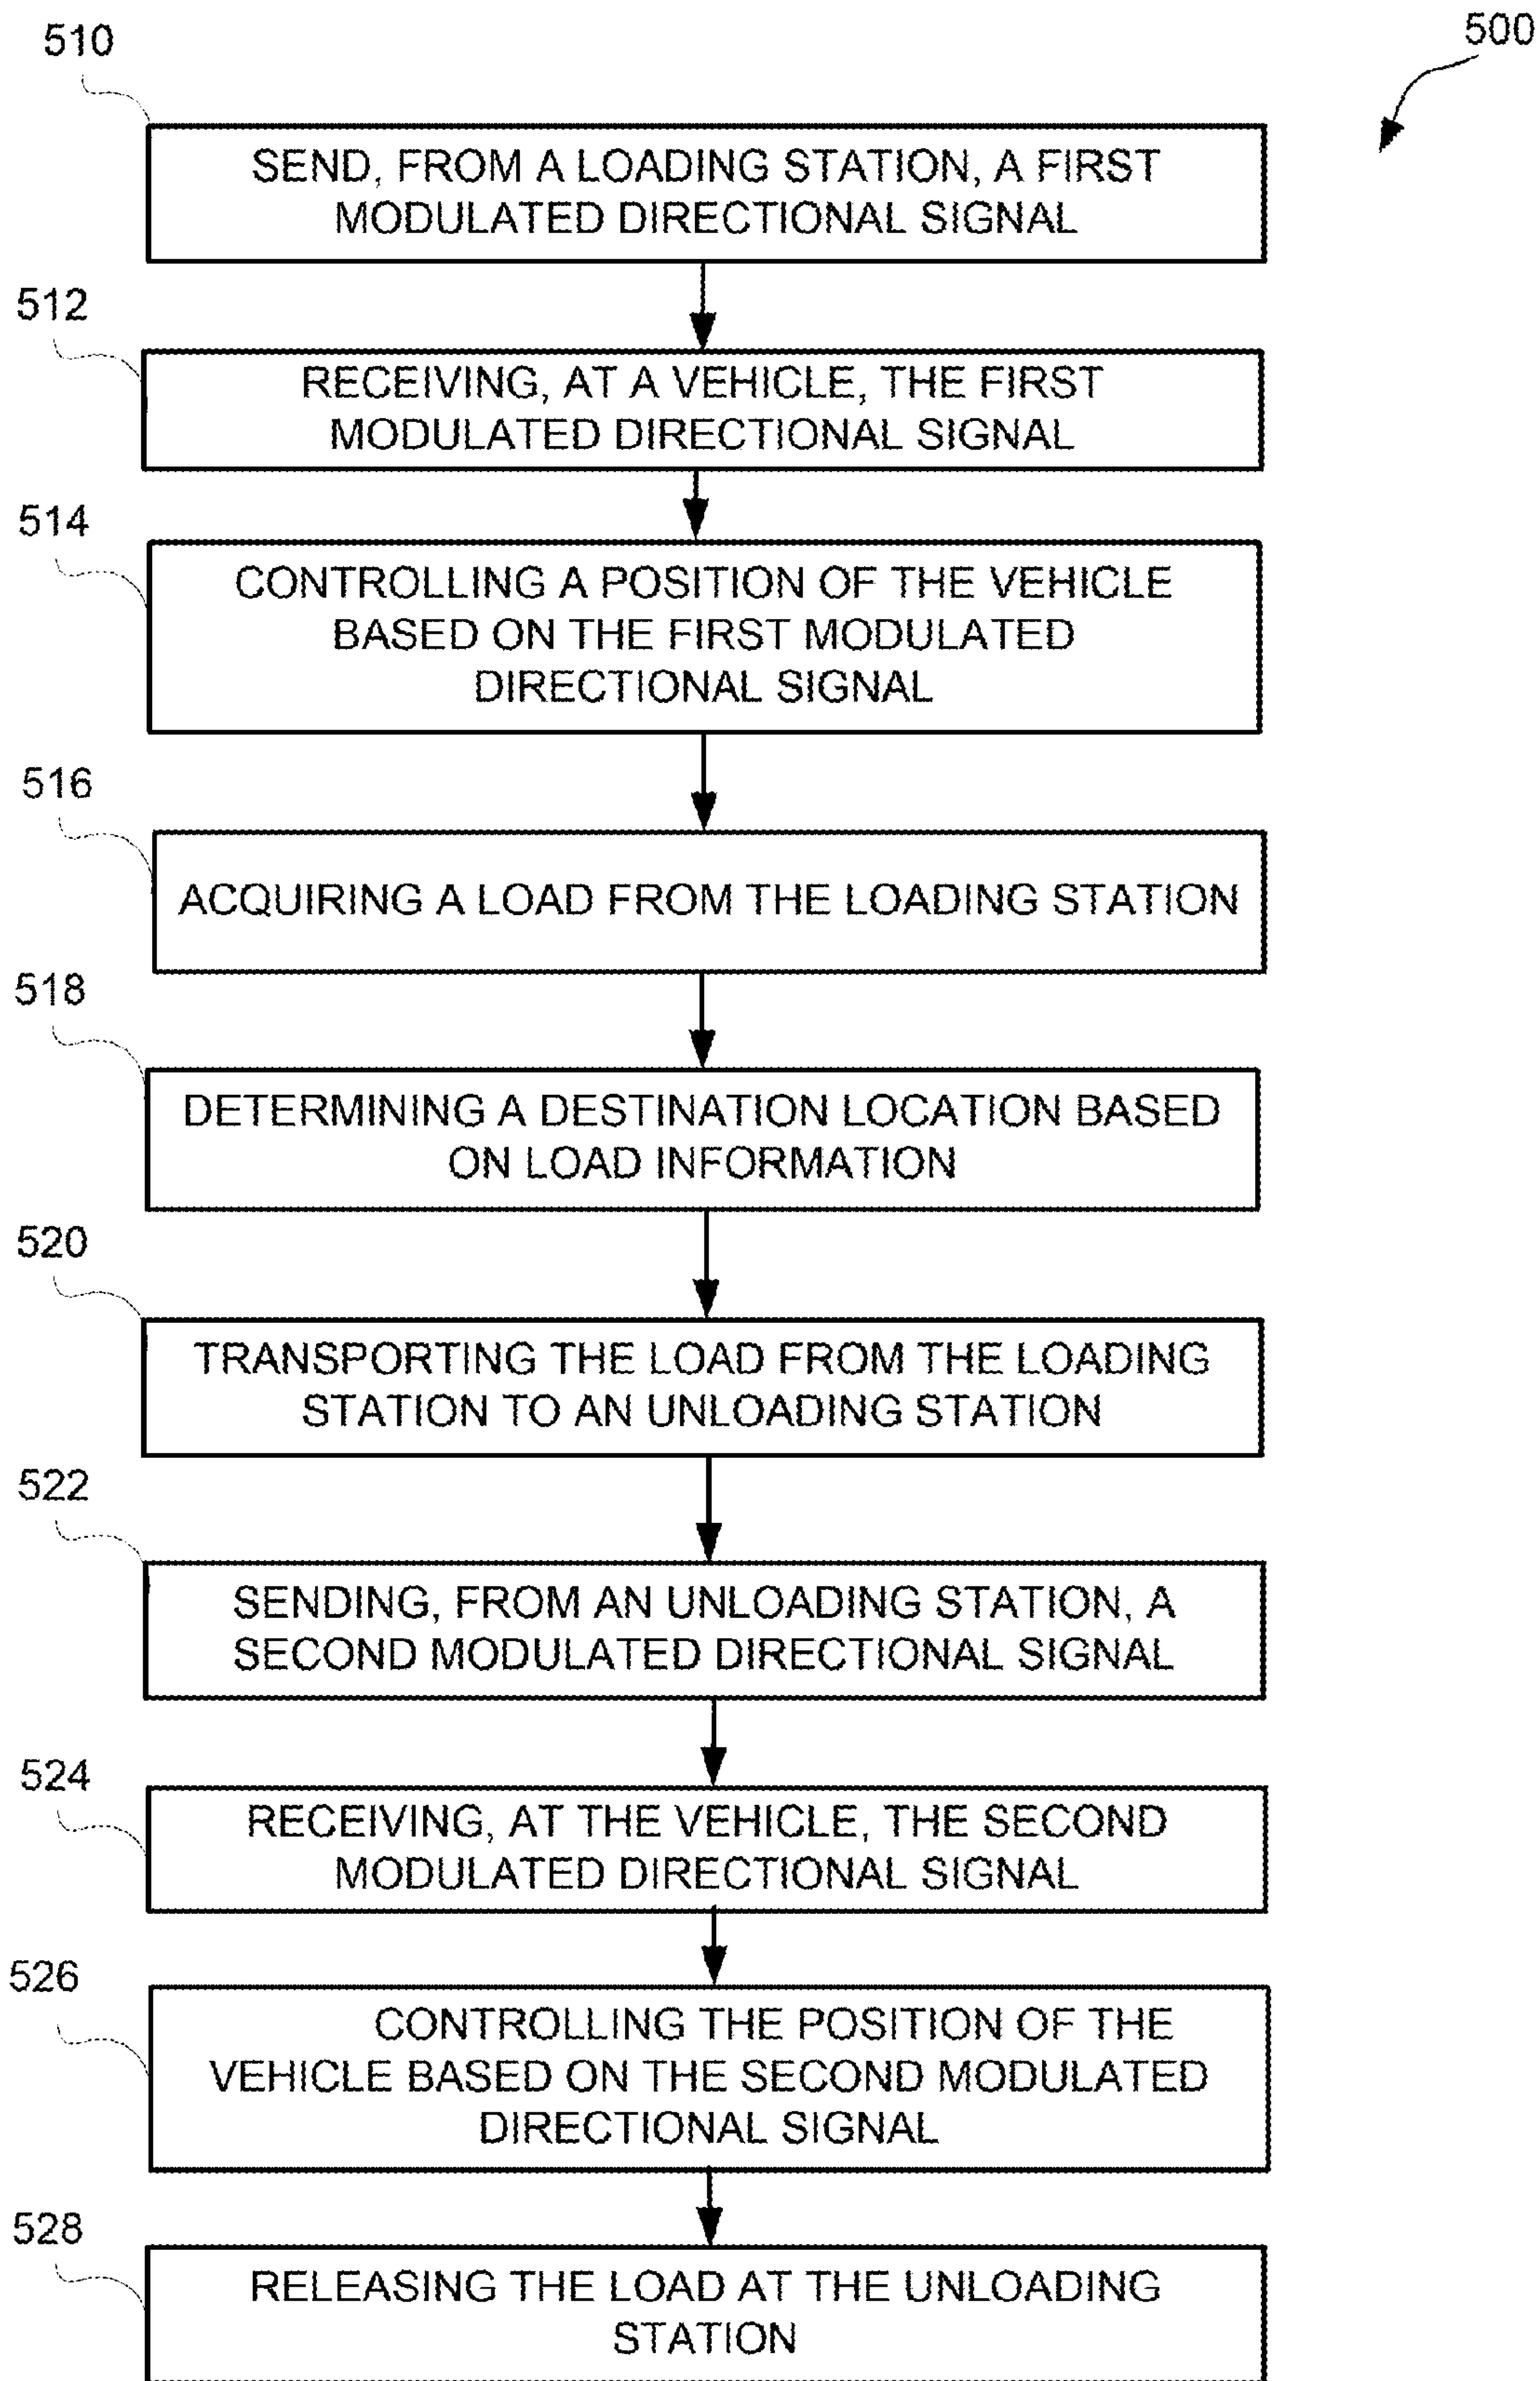 510
500
SEND, FROM A LOADING STATION, A FIRST
MODULATED DIRECTIONAL SIGNAL
512
RECEIVING, AT A VEHICLE, THE FIRST
MODULATED DIRECTIONAL SIGNAL
514
CONTROLLING A POSITION OF THE VEHICLE
BASED ON THE FIRST MODULATED
DIRECTIONAL SIGNAL
516
ACQUIRING A LOAD FROM THE LOADING STATION
518
DETERMINING A DESTINATION LOCATION BASED
ON LOAD INFORMATION
520
TRANSPORTING THE LOAD FROM THE LOADING
STATION TO AN UNLOADING STATION
522
SENDING, FROM AN UNLOADING STATION, A
SECOND MODULATED DIRECTIONAL SIGNAL
524
RECEIVING, AT THE VEHICLE, THE SECOND
MODULATED DIRECTIONAL SIGNAL
526
CONTROLLING THE POSITION OF THE
VEHICLE BASED ON THE SECOND MODULATED
DIRECTIONAL SIGNAL
528
RELEASING THE LOAD AT THE UNLOADING
STATION